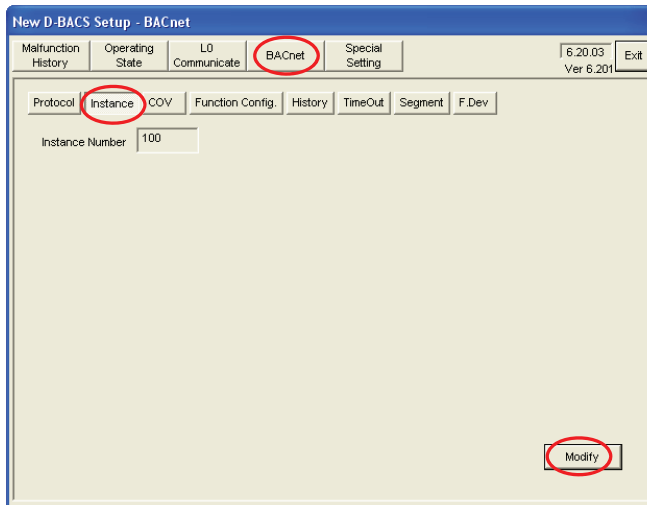 New D-BACS Setup - BACnet
Malfunction History
Operating State
L0 Communicate
BACnet
Special Setting
6.20.03
Ver 6.201
Exit
Protocol
Instance
COV
Function Config.
History
TimeOut
Segment
F.Dev
Instance Number 100
Modify